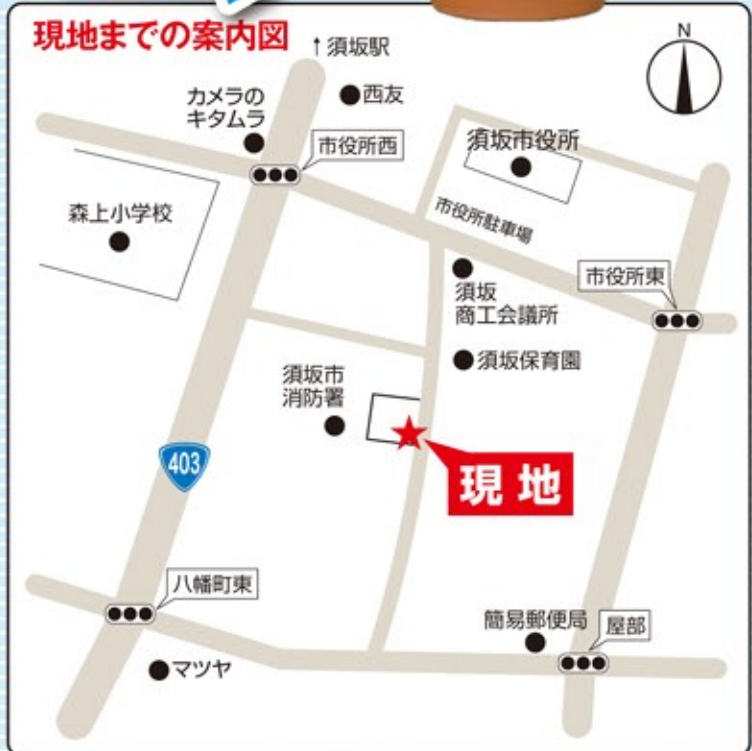 現地までの案内図
↑須坂駅
N
カメラの
キタムラ
西友
市役所西
須坂市役所
森上小学校
市役所駐車場
市役所東
須坂
商工会議所
須坂市
消防署
須坂保育園
403
現地
八幡町東
簡易郵便局
屋部
マツヤ